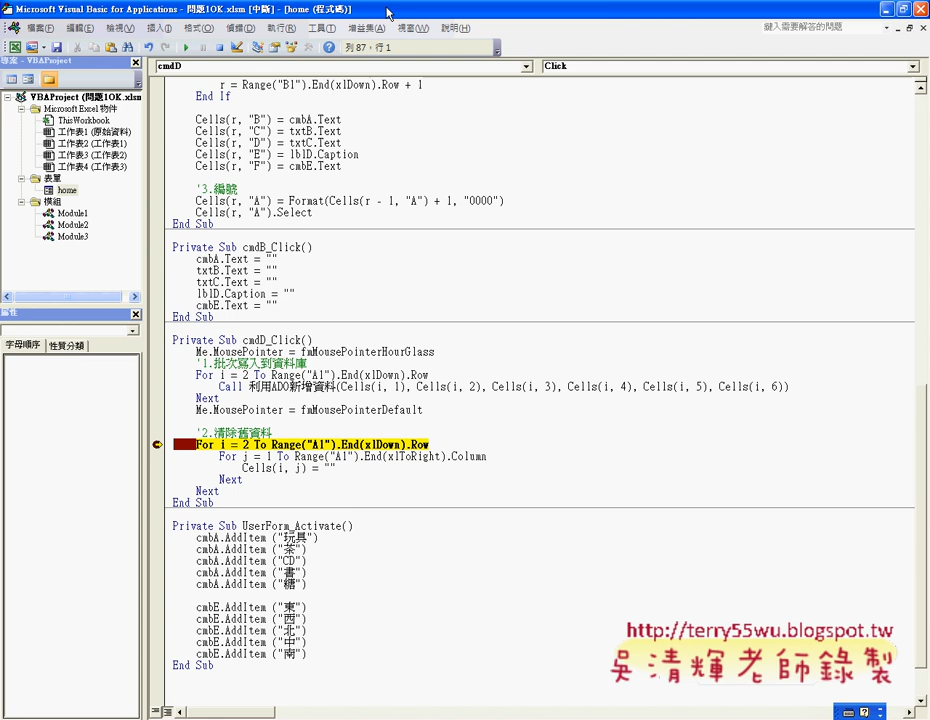 Microsoft Visual Basic for Applications - 問題1OK.xlsm [中斷] - [home (程式碼)]
檔案(F) 編輯(E) 檢視(V) 插入(I) 格式(O) 偵錯(D) 執行(R) 工具(T) 增益集(A) 視窗(W) 說明(H) 鍵入需要解答的問題
列 87，行 1
專案 - VBAProject
cmdD Click
VBAProject (問題1OK.xlsm
Microsoft Excel 物件
ThisWorkbook
工作表1 (原始資料)
工作表2 (工作表1)
工作表3 (工作表2)
工作表4 (工作表3)
表單
home
模組
Module1
Module2
Module3
屬性
字母順序 性質分類
r = Range("B1").End(xlDown).Row + 1
End If
Cells(r, "B") = cmbA.Text
Cells(r, "C") = txtB.Text
Cells(r, "D") = txtC.Text
Cells(r, "E") = lblD.Caption
Cells(r, "F") = cmbE.Text
'3.編號
Cells(r, "A") = Format(Cells(r - 1, "A") + 1, "0000")
Cells(r, "A").Select
End Sub
Private Sub cmdB_Click()
cmbA.Text = ""
txtB.Text = ""
txtC.Text = ""
lblD.Caption = ""
cmbE.Text = ""
End Sub
Private Sub cmdD_Click()
Me.MousePointer = fmMousePointerHourGlass
'1.批次寫入到資料庫
For i = 2 To Range("A1").End(xlDown).Row
Call 利用ADO新增資料(Cells(i, 1), Cells(i, 2), Cells(i, 3), Cells(i, 4), Cells(i, 5), Cells(i, 6))
Next
Me.MousePointer = fmMousePointerDefault
'2.清除舊資料
For i = 2 To Range("A1").End(xlDown).Row
For j = 1 To Range("A1").End(xlToRight).Column
Cells(i, j) = ""
Next
Next
End Sub
Private Sub UserForm_Activate()
cmbA.AddItem ("玩具")
cmbA.AddItem ("茶")
cmbA.AddItem ("CD")
cmbA.AddItem ("書")
cmbA.AddItem ("糖")
cmbE.AddItem ("東")
cmbE.AddItem ("西")
cmbE.AddItem ("北")
cmbE.AddItem ("中")
cmbE.AddItem ("南")
End Sub
http://terry55wu.blogspot.tw
吳清輝老師錄製